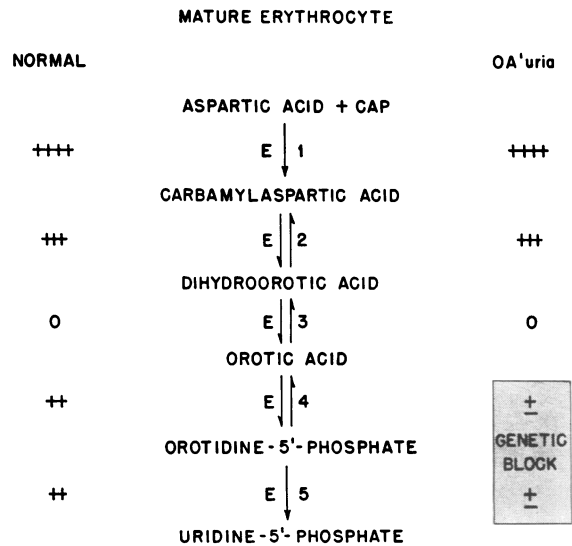 MATURE ERYTHROCYTE
NORMAL OA'uria
ASPARTIC ACID + CAP
++++ E 1 ++++
CARBAMYLASPARTIC ACID
+++ E 2 +++
DIHYDROOROTIC ACID
O E 3 O
OROTIC ACID
++ E 4 ±
OROTIDINE-5'-PHOSPHATE GENETIC
BLOCK
++ E 5 ±
URIDINE-5'-PHOSPHATE